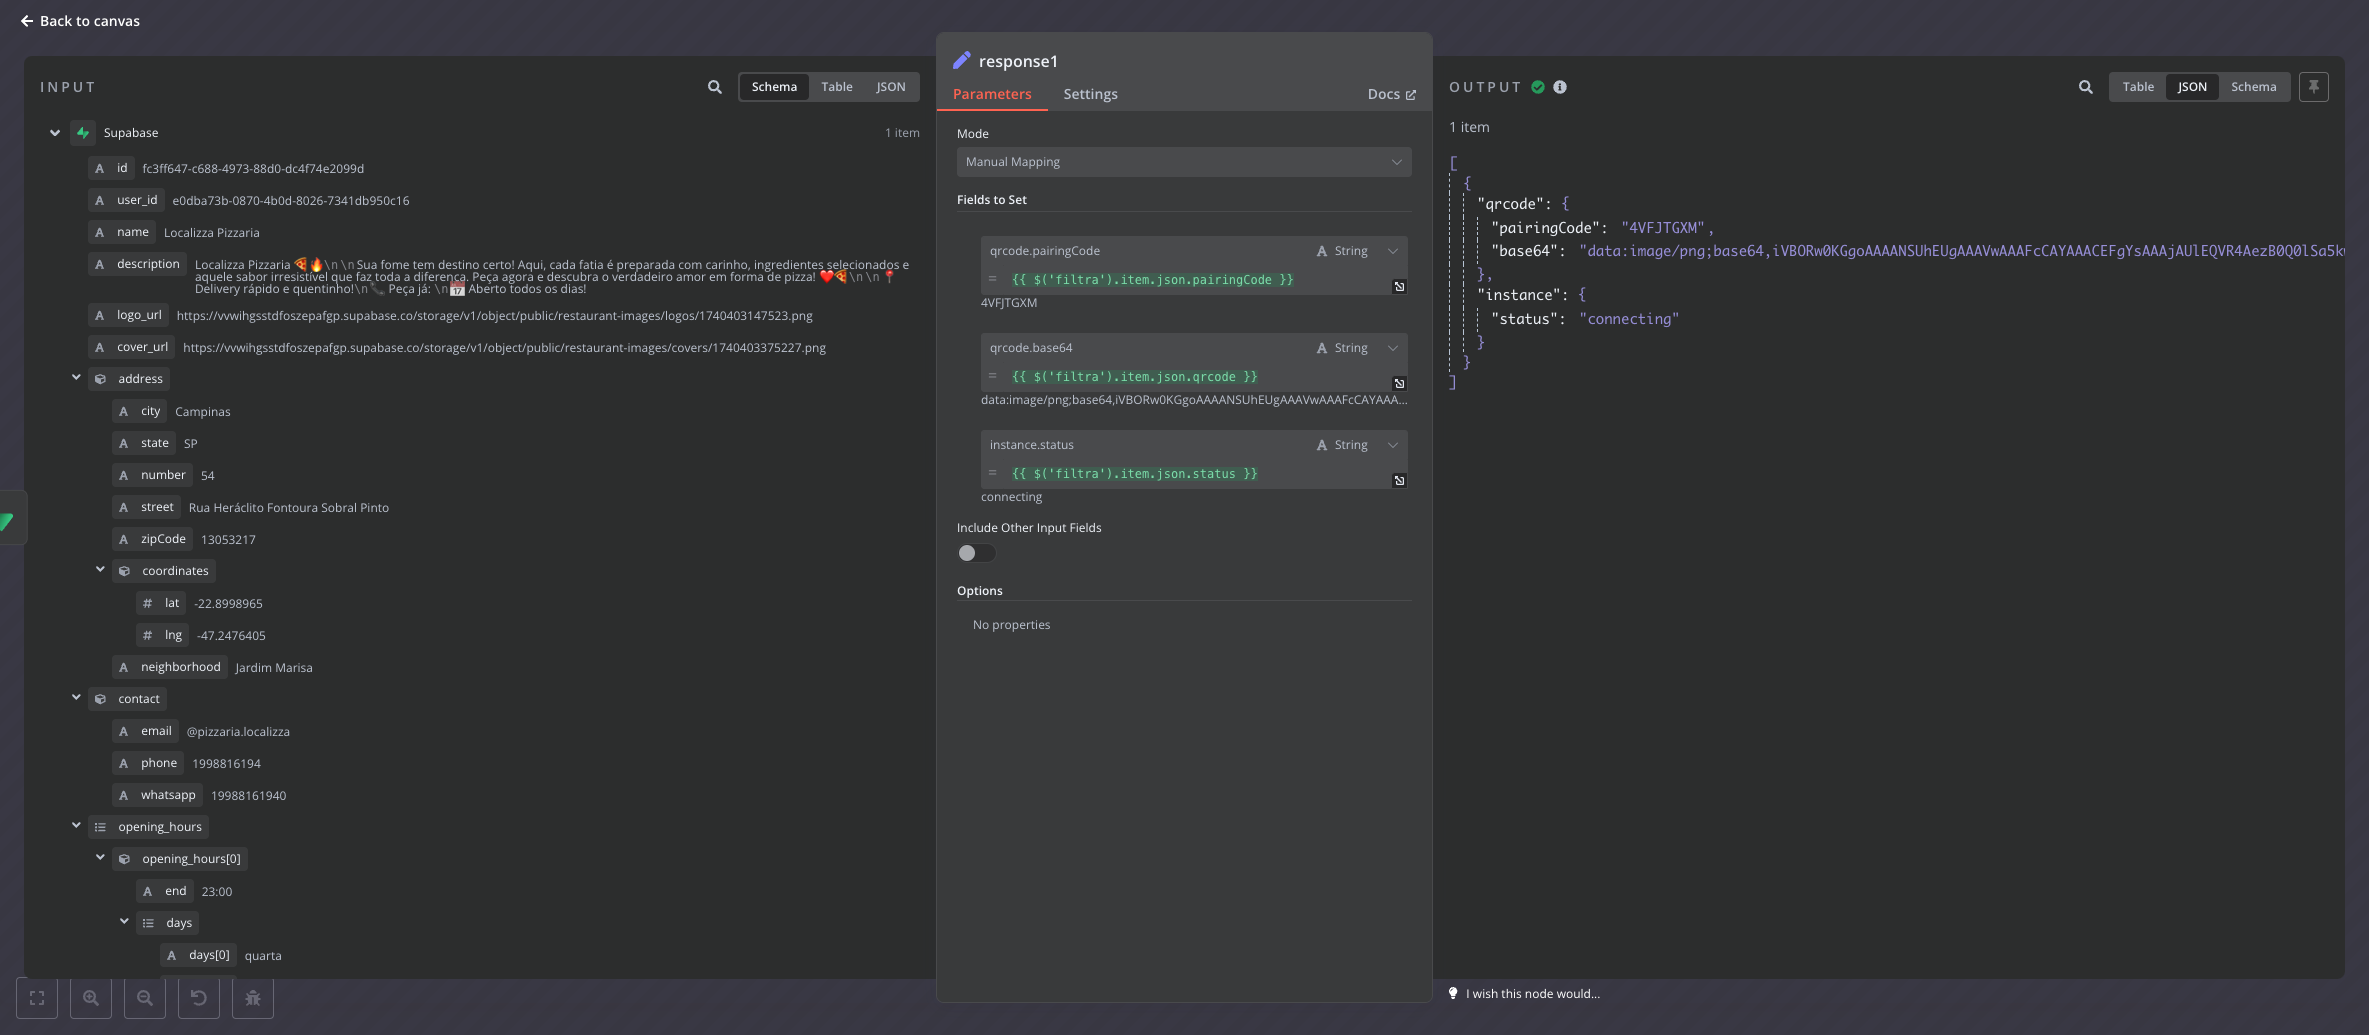 Back to canvas
INPUT
Schema
Table
JSON
Supabase
1 item
A id fc3ff647-c688-4973-88d0-dc4f74e2099d
A user_id e0dba73b-0870-4b0d-8026-7341db950c16
A name Localizza Pizzaria
A description Localizza Pizzaria 🍕🔥\n \n Sua fome tem destino certo! Aqui, cada fatia é preparada com carinho, ingredientes selecionados e
aquele sabor irresistível que faz toda a diferença. Peça agora e descubra o verdadeiro amor em forma de pizza! ❤️🍕\n \n 📍
Delivery rápido e quentinho!\n 📞 Peça já: \n 📅 Aberto todos os dias!
A logo_url https://vvwihgsstdfoszepafgp.supabase.co/storage/v1/object/public/restaurant-images/logos/1740403147523.png
A cover_url https://vvwihgsstdfoszepafgp.supabase.co/storage/v1/object/public/restaurant-images/covers/1740403375227.png
address
A city Campinas
A state SP
A number 54
A street Rua Heráclito Fontoura Sobral Pinto
A zipCode 13053217
coordinates
# lat -22.8998965
# lng -47.2476405
A neighborhood Jardim Marisa
contact
A email @pizzaria.localizza
A phone 1998816194
A whatsapp 19988161940
opening_hours
opening_hours[0]
A end 23:00
days
A days[0] quarta
response1
Parameters
Settings
Docs
Mode
Manual Mapping
Fields to Set
qrcode.pairingCode
A String
= {{ $('filtra').item.json.pairingCode }}
4VFJTGXM
qrcode.base64
A String
= {{ $('filtra').item.json.qrcode }}
data:image/png;base64,iVBORw0KGgoAAAANSUhEUgAAAVwAAAFcCAYAAA...
instance.status
A String
= {{ $('filtra').item.json.status }}
connecting
Include Other Input Fields
Options
No properties
OUTPUT
Table
JSON
Schema
1 item
[
{
"qrcode": {
"pairingCode": "4VFJTGXM",
"base64": "data:image/png;base64,iVBORw0KGgoAAAANSUhEUgAAAVwAAAFcCAYAAACEFgYsAAAjAUlEQVR4AezB0Q0lSa5k
},
"instance": {
"status": "connecting"
}
}
]
I wish this node would...